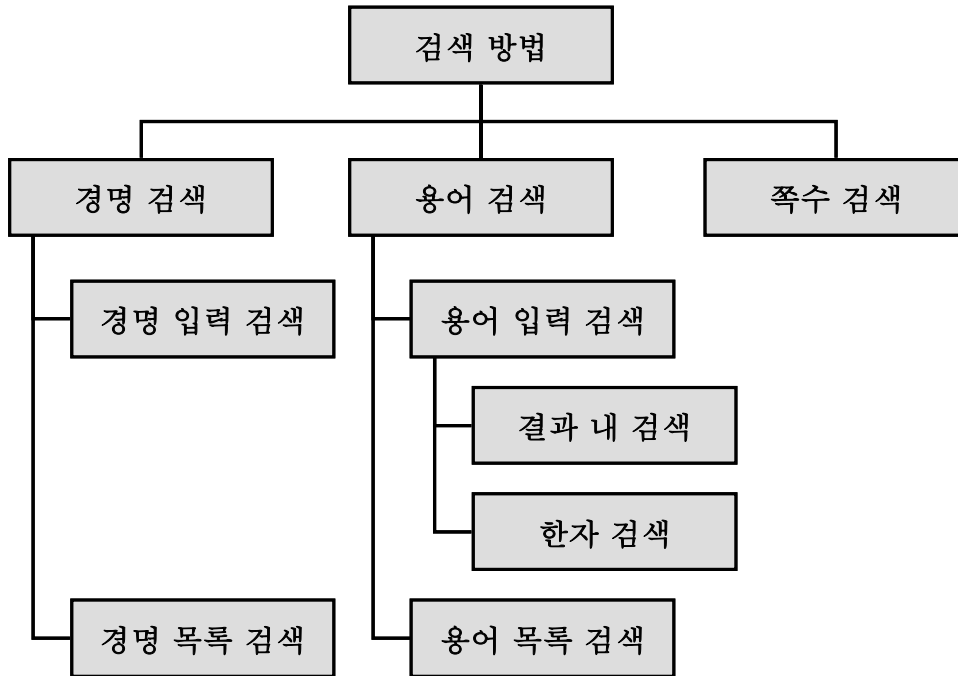 검색 방법
경명 검색
용어 검색
쪽수 검색
경명 입력 검색
용어 입력 검색
결과 내 검색
한자 검색
경명 목록 검색
용어 목록 검색